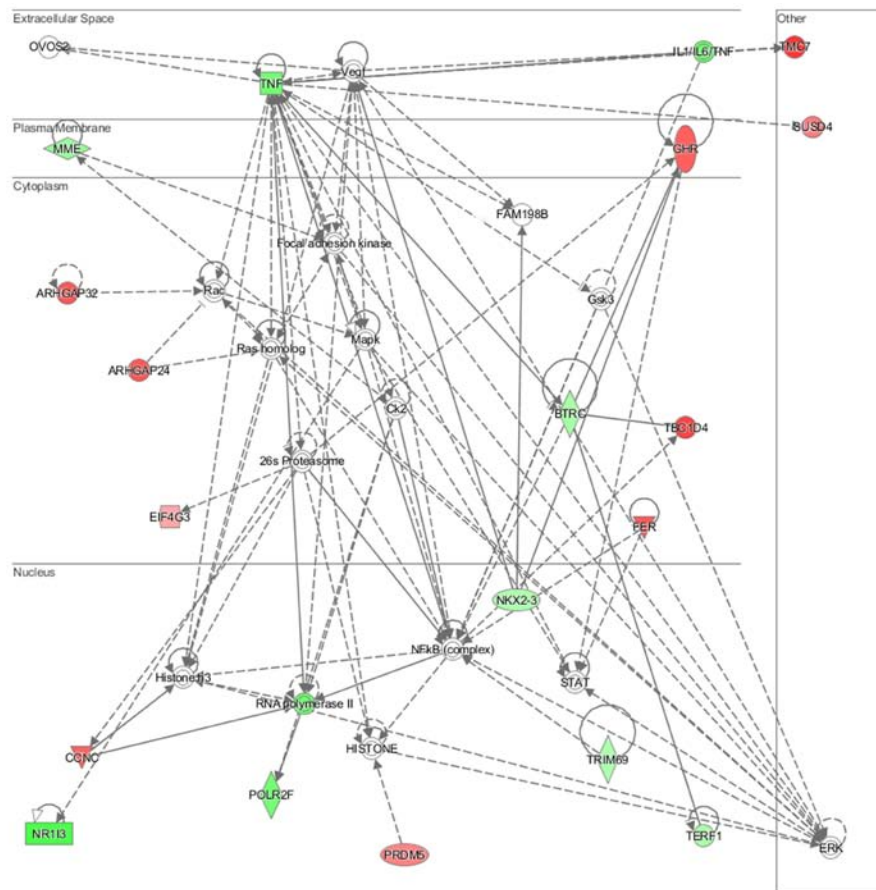 Extracellular Space
Other
OVOS2
TNF
Vegf
IL1/IL6/TNF
TMC7
SUSD4
Plasma Membrane
MME
GHR
Cytoplasm
FAM198B
Focal adhesion kinase
ARHGAP32
Rac
Gsk3
ARHGAP24
Ras homolog
Mapk
Ck2
BTRC
TBC1D4
26s Proteasome
EIF4G3
FER
Nucleus
NKX2-3
NFkB (complex)
Histone h3
STAT
RNA polymerase II
CCNC
HISTONE
TRIM69
POLR2F
NR1I3
TERF1
ERK
PRDM5